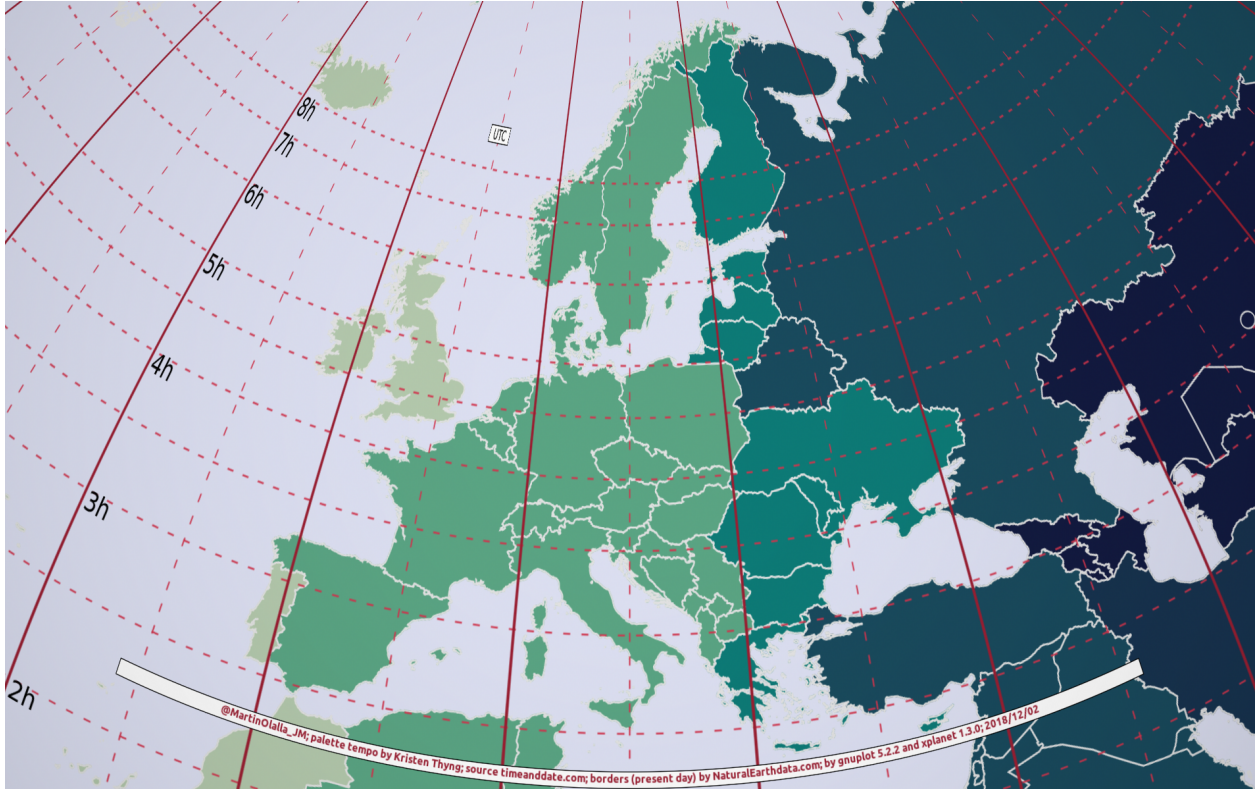 8h
7h
UTC
6h
5h
4h
3h
2h
@MartinOlalla_JM; palette tempo by Kristen Thyng; source timeanddate.com; borders (present day) by NaturalEarthdata.com; by gnuplot 5.2.2 and xplanet 1.3.0; 2018/12/02